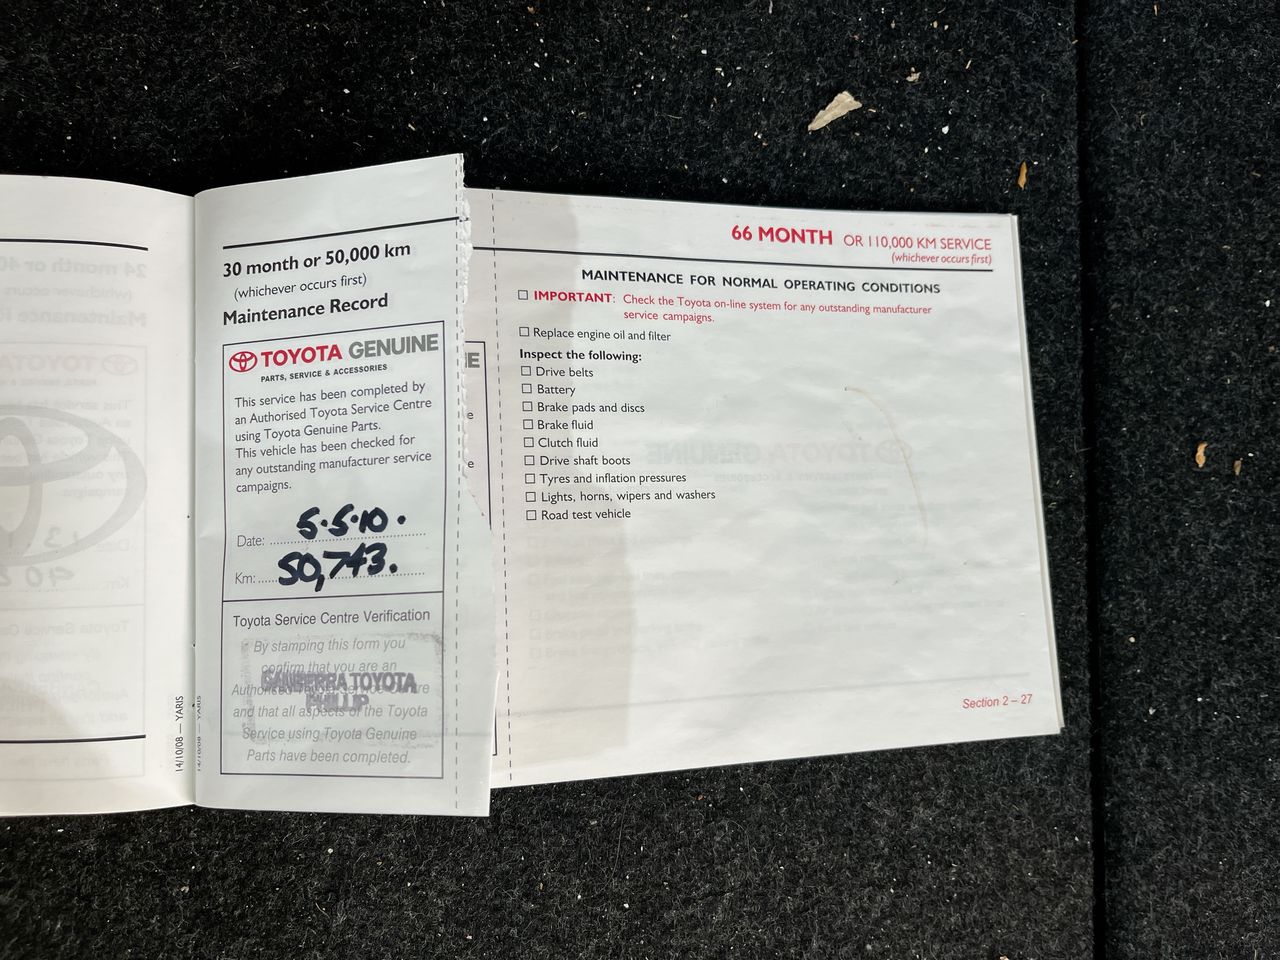 30 month or 50,000 km
(whichever occurs first)
Maintenance Record
TOYOTA GENUINE
PARTS, SERVICE & ACCESSORIES
This service has been completed by
an Authorised Toyota Service Centre
using Toyota Genuine Parts.
This vehicle has been checked for
any outstanding manufacturer service
campaigns.
Date: 5.5.10.
Km: 50,743.
Toyota Service Centre Verification
By stamping this form you
confirm that you are an
Authorised Toyota Service Centre
and that all aspects of the Toyota
Service using Toyota Genuine
Parts have been completed.
CANBERRA TOYOTA
PHILLIP
14/10/08 — YARIS
14/10/08 — YARIS
E
e
e
66 MONTH OR 110,000 KM SERVICE
(whichever occurs first)
MAINTENANCE FOR NORMAL OPERATING CONDITIONS
IMPORTANT: Check the Toyota on-line system for any outstanding manufacturer
service campaigns.
Replace engine oil and filter
Inspect the following:
Drive belts
Battery
Brake pads and discs
Brake fluid
Clutch fluid
Drive shaft boots
Tyres and inflation pressures
Lights, horns, wipers and washers
Road test vehicle
Section 2 – 27